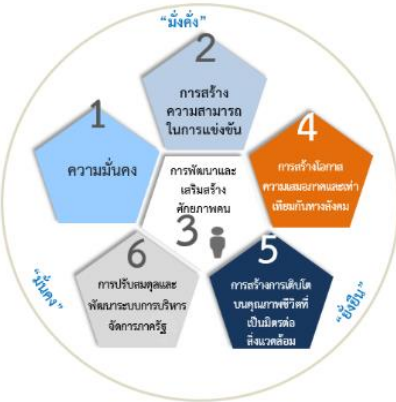 “มั่งคั่ง”
2
การสร้าง
ความสามารถ
ในการแข่งขัน
1
ความมั่นคง
4
การสร้างโอกาส
ความเสมอภาคและเท่า
เทียมกันทางสังคม
การพัฒนาและ
เสริมสร้าง
ศักยภาพคน
3
6
การปรับสมดุลและ
พัฒนาระบบการบริหาร
จัดการภาครัฐ
5
การสร้างการเติบโต
บนคุณภาพชีวิตที่
เป็นมิตรต่อ
สิ่งแวดล้อม
“มั่นคง”
“ยั่งยืน”